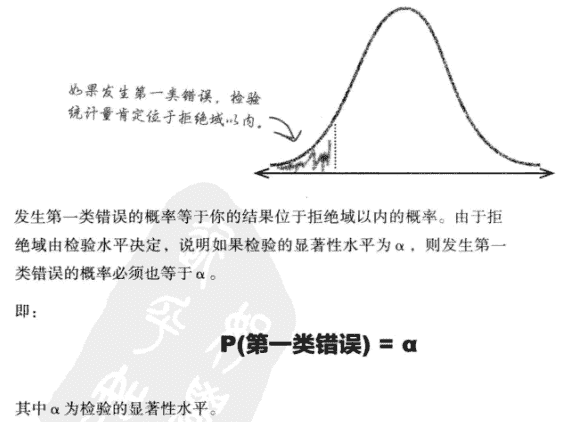 如果发生第一类错误，检验
统计量肯定位于拒绝域以内。
发生第一类错误的概率等于你的结果位于拒绝域以内的概率。由于拒
绝域由检验水平决定，说明如果检验的显著性水平为α，则发生第一
类错误的概率必须也等于α。
即：
P(第一类错误) = α
其中α为检验的显著性水平。